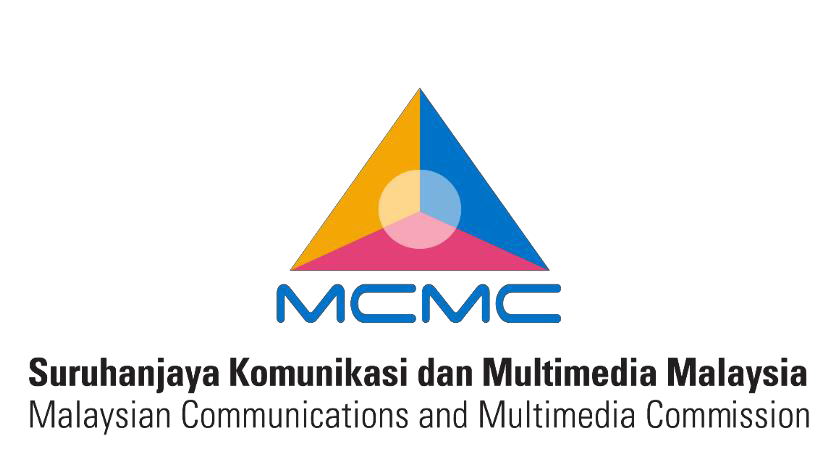 MCMC
Suruhanjaya Komunikasi dan Multimedia Malaysia
Malaysian Communications and Multimedia Commission